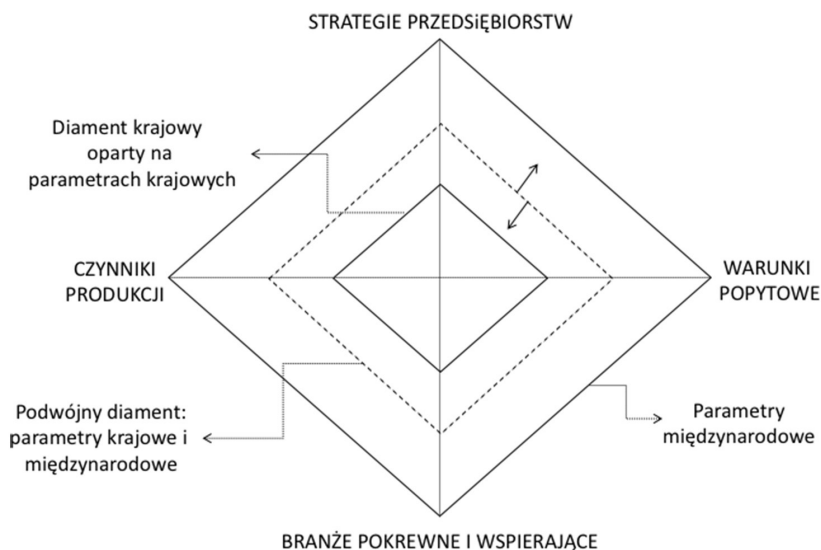 STRATEGIE PRZEDSiĘBIORSTW
Diament krajowy
oparty na
parametrach krajowych
CZYNNIKI
PRODUKCJI
WARUNKI
POPYTOWE
Podwójny diament:
parametry krajowe i
międzynarodowe
Parametry
międzynarodowe
BRANŻE POKREWNE I WSPIERAJĄCE